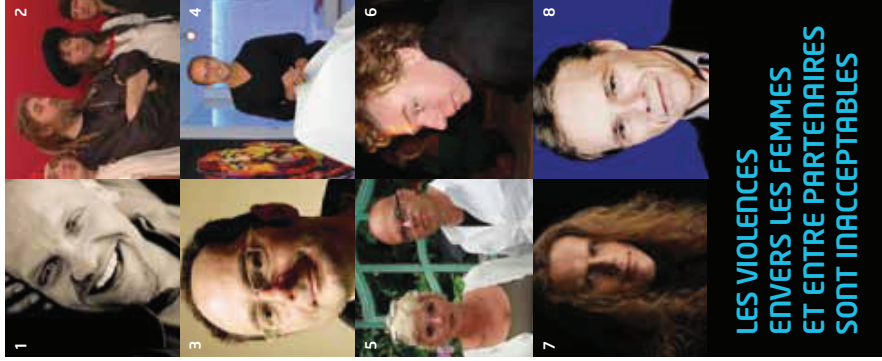 1
2
3
4
5
6
7
8
LES VIOLENCES
ENVERS LES FEMMES
ET ENTRE PARTENAIRES
SONT INACCEPTABLES